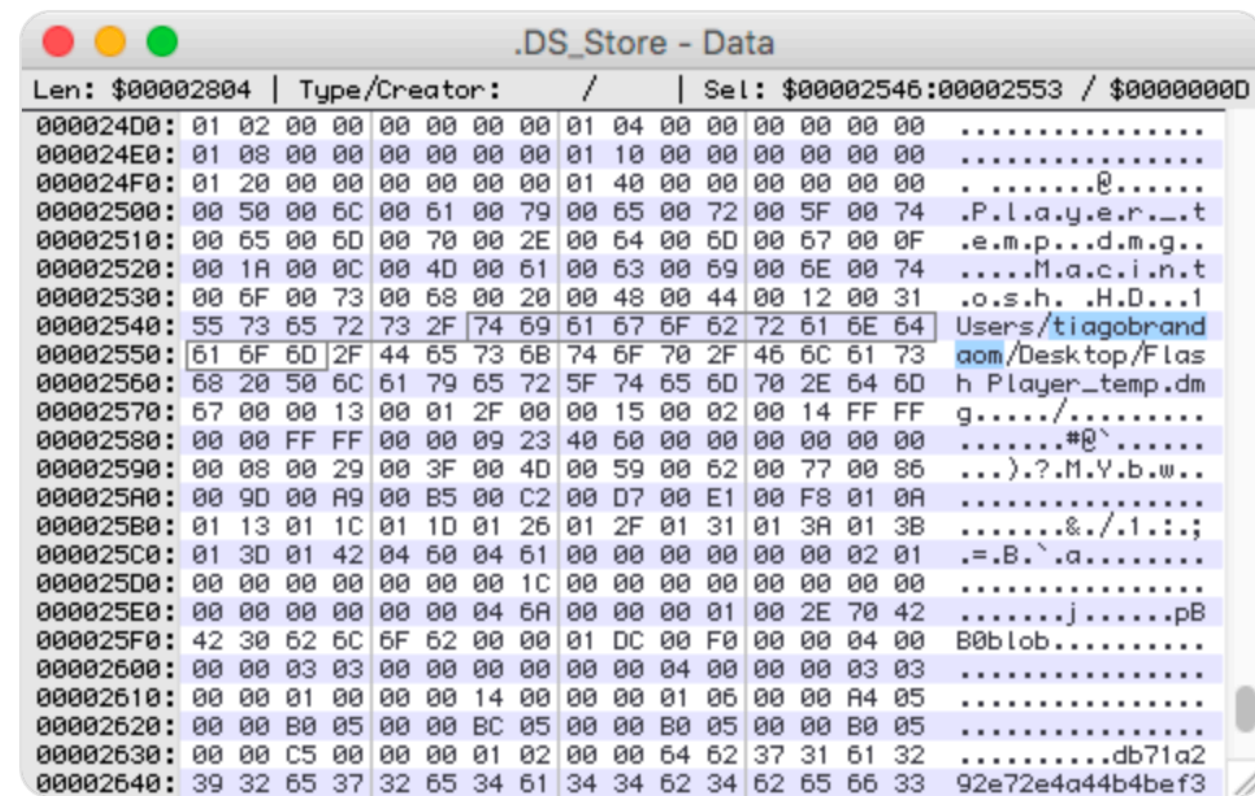 .DS_Store - Data
Len: $00002804 | Type/Creator: / | Sel: $00002546:00002553 / $0000000D
000024D0: 01 02 00 00 00 00 00 00 01 04 00 00 00 00 00 00 ................
000024E0: 01 08 00 00 00 00 00 00 01 10 00 00 00 00 00 00 ................
000024F0: 01 20 00 00 00 00 00 00 01 40 00 00 00 00 00 00 . .......@......
00002500: 00 50 00 6C 00 61 00 79 00 65 00 72 00 5F 00 74 .P.l.a.y.e.r._.t
00002510: 00 65 00 6D 00 70 00 2E 00 64 00 6D 00 67 00 0F .e.m.p...d.m.g..
00002520: 00 1A 00 0C 00 4D 00 61 00 63 00 69 00 6E 00 74 .....M.a.c.i.n.t
00002530: 00 6F 00 73 00 68 00 20 00 48 00 44 00 12 00 31 .o.s.h. .H.D...1
00002540: 55 73 65 72 73 2F 74 69 61 67 6F 62 72 61 6E 64 Users/tiagobrand
00002550: 61 6F 6D 2F 44 65 73 6B 74 6F 70 2F 46 6C 61 73 aom/Desktop/Flas
00002560: 68 20 50 6C 61 79 65 72 5F 74 65 6D 70 2E 64 6D h Player_temp.dm
00002570: 67 00 00 13 00 01 2F 00 00 15 00 02 00 14 FF FF g...../.........
00002580: 00 00 FF FF 00 00 09 23 40 60 00 00 00 00 00 00 .......#@`......
00002590: 00 08 00 29 00 3F 00 4D 00 59 00 62 00 77 00 86 ...).?.M.Y.b.w..
000025A0: 00 9D 00 A9 00 B5 00 C2 00 D7 00 E1 00 F8 01 0A ................
000025B0: 01 13 01 1C 01 1D 01 26 01 2F 01 31 01 3A 01 3B .......&./.1.:.;
000025C0: 01 3D 01 42 04 60 04 61 00 00 00 00 00 00 02 01 .=.B.`.a........
000025D0: 00 00 00 00 00 00 00 1C 00 00 00 00 00 00 00 00 ................
000025E0: 00 00 00 00 00 00 04 6A 00 00 00 01 00 2E 70 42 .......j......pB
000025F0: 42 30 62 6C 6F 62 00 00 01 DC 00 F0 00 00 04 00 B0blob..........
00002600: 00 00 03 03 00 00 00 00 00 00 04 00 00 00 03 03 ................
00002610: 00 00 01 00 00 00 14 00 00 00 01 06 00 00 A4 05 ................
00002620: 00 00 B0 05 00 00 BC 05 00 00 B0 05 00 00 B0 05 ................
00002630: 00 00 C5 00 00 00 01 02 00 00 64 62 37 31 61 32 ..........db71a2
00002640: 39 32 65 37 32 65 34 61 34 34 62 34 62 65 66 33 92e72e4a44b4bef3